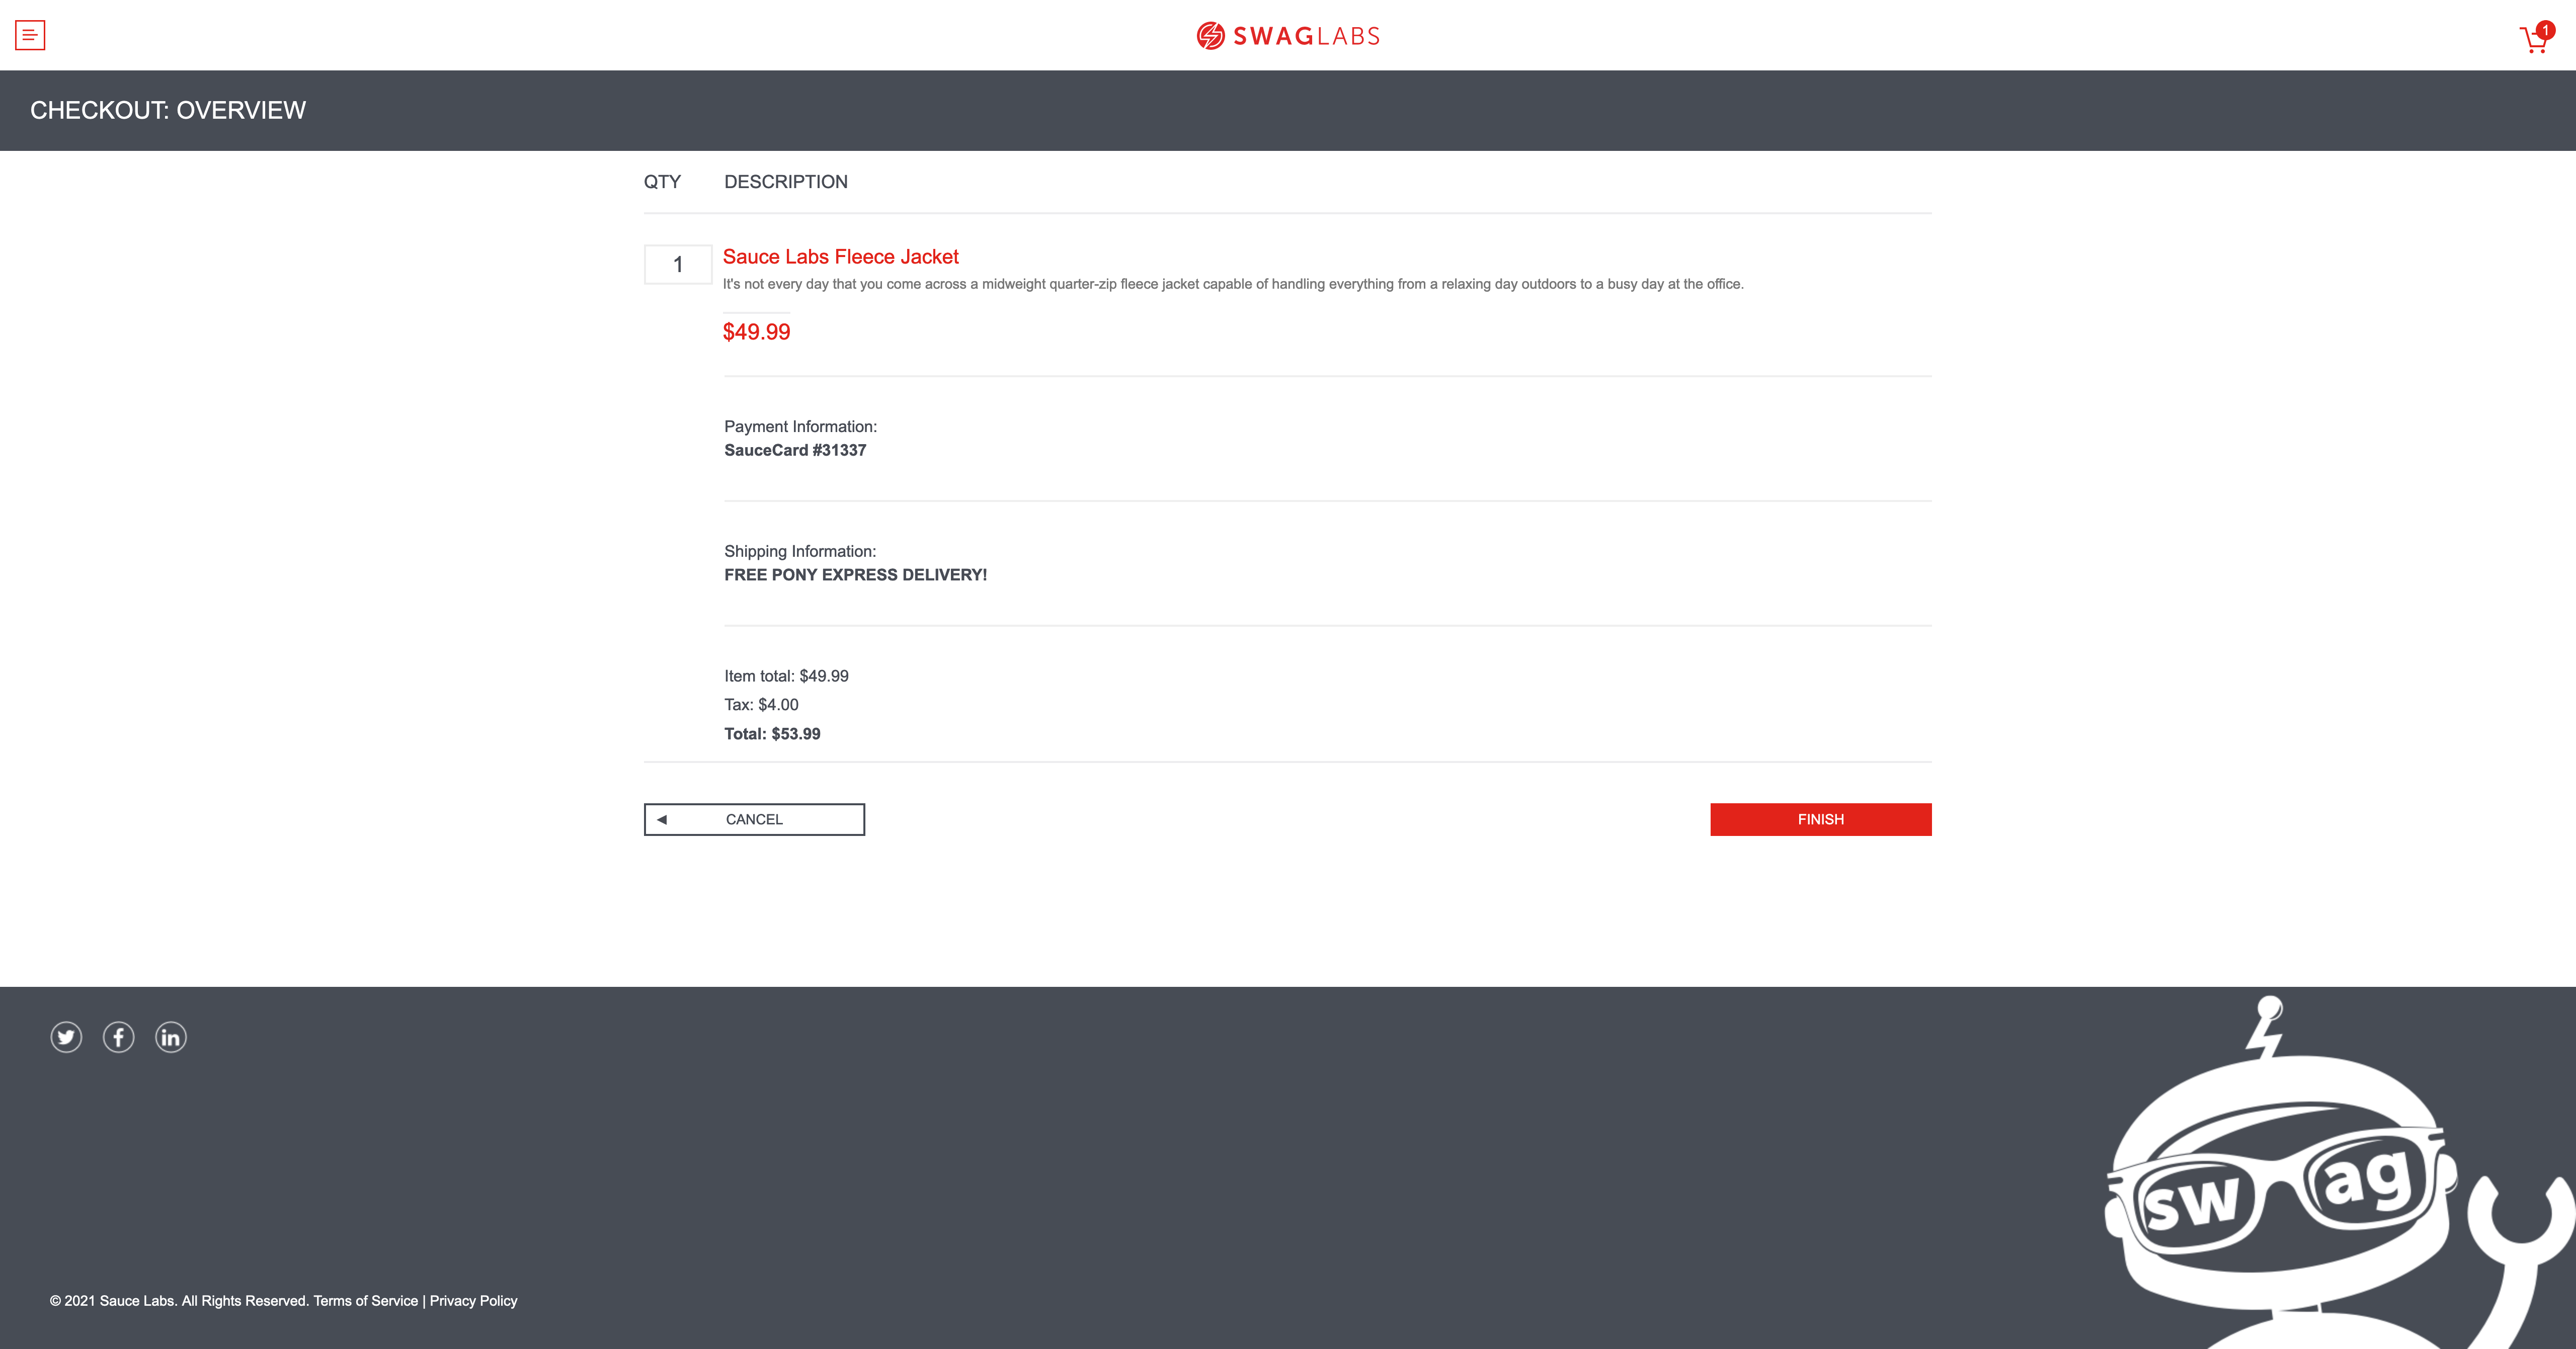 SWAGLABS
1
CHECKOUT: OVERVIEW
QTY DESCRIPTION
1
Sauce Labs Fleece Jacket
It's not every day that you come across a midweight quarter-zip fleece jacket capable of handling everything from a relaxing day outdoors to a busy day at the office.
$49.99
Payment Information:
SauceCard #31337
Shipping Information:
FREE PONY EXPRESS DELIVERY!
Item total: $49.99
Tax: $4.00
Total: $53.99
CANCEL
FINISH
swag
© 2021 Sauce Labs. All Rights Reserved. Terms of Service | Privacy Policy